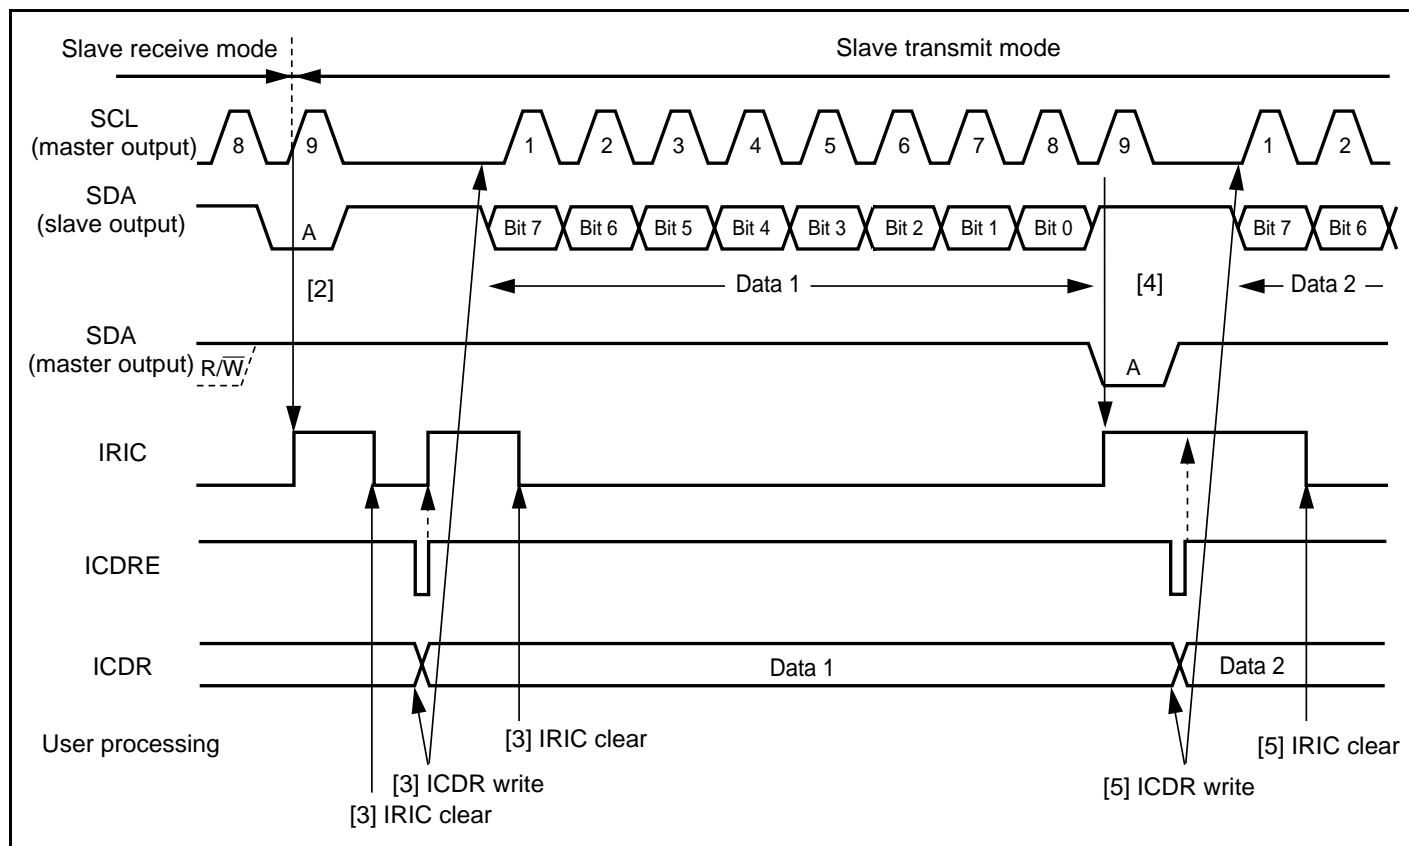 Slave receive mode
Slave transmit mode
SCL
(master output)
8 9 1 2 3 4 5 6 7 8 9 1 2
SDA
(slave output)
A Bit 7 Bit 6 Bit 5 Bit 4 Bit 3 Bit 2 Bit 1 Bit 0 Bit 7 Bit 6
[2] Data 1 [4] Data 2
SDA
(master output)
R/W̅
A
IRIC
ICDRE
ICDR
Data 1 Data 2
User processing
[3] IRIC clear
[5] IRIC clear
[3] ICDR write
[5] ICDR write
[3] IRIC clear